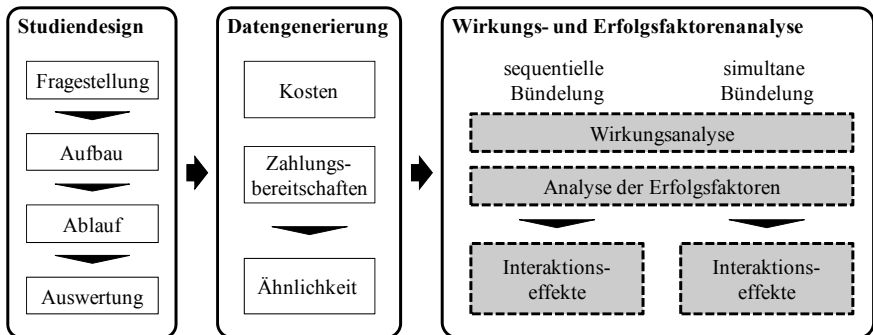 Studiendesign
Fragestellung
Aufbau
Ablauf
Auswertung
Datengenerierung
Kosten
Zahlungs-
bereitschaften
Ähnlichkeit
Wirkungs- und Erfolgsfaktorenanalyse
sequentielle
Bündelung
simultane
Bündelung
Wirkungsanalyse
Analyse der Erfolgsfaktoren
Interaktions-
effekte
Interaktions-
effekte